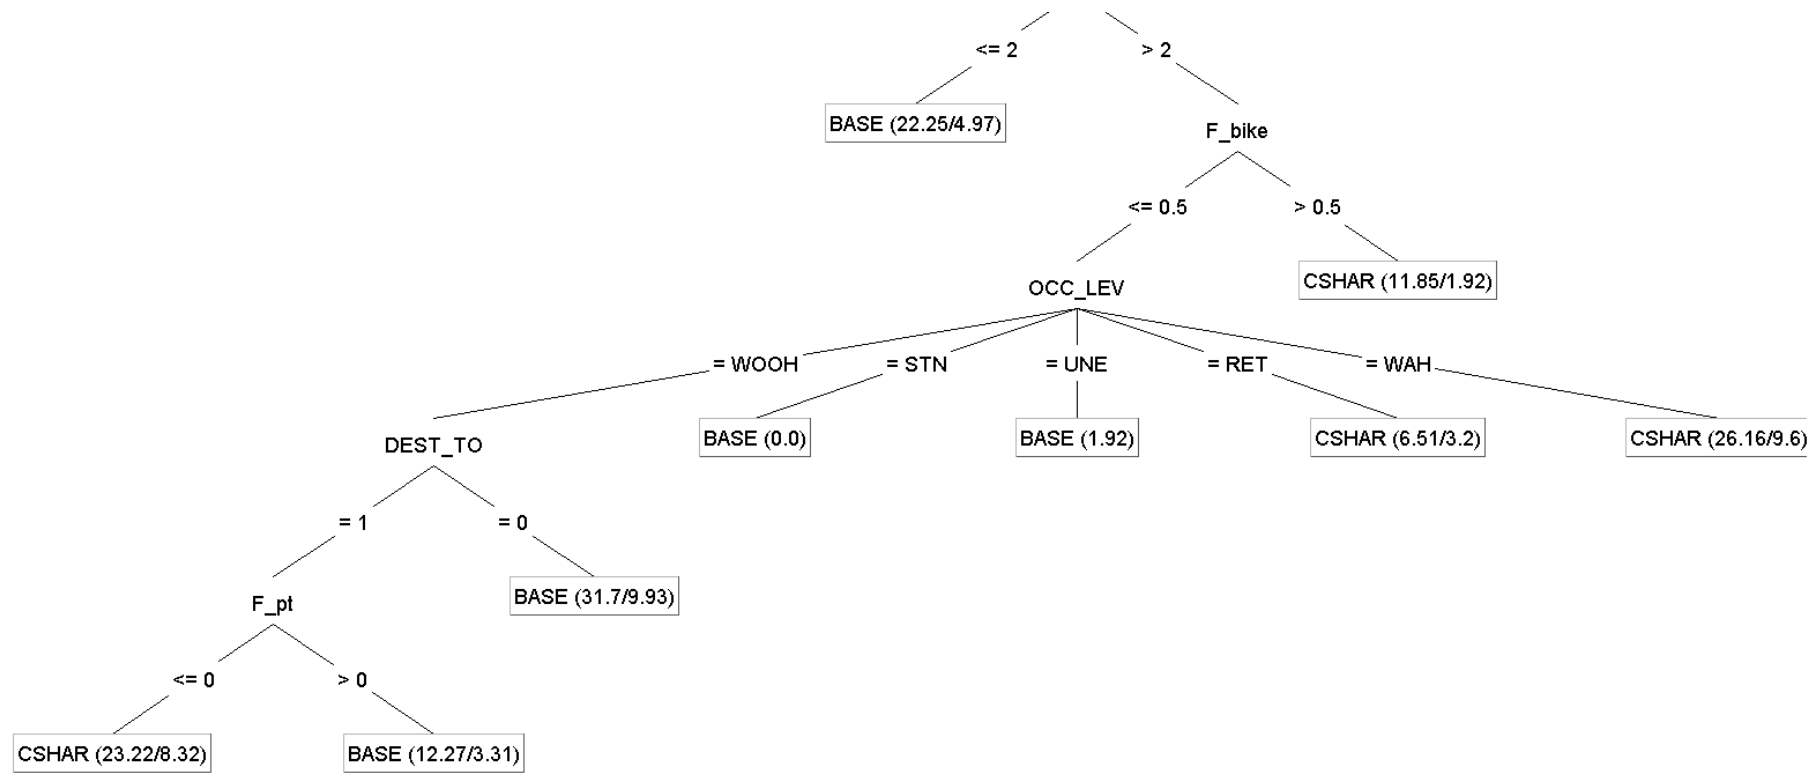 <= 2
> 2
BASE (22.25/4.97)
F_bike
<= 0.5
> 0.5
CSHAR (11.85/1.92)
OCC_LEV
= WOOH
= STN
= UNE
= RET
= WAH
DEST_TO
BASE (0.0)
BASE (1.92)
CSHAR (6.51/3.2)
CSHAR (26.16/9.6)
= 1
= 0
F_pt
BASE (31.7/9.93)
<= 0
> 0
CSHAR (23.22/8.32)
BASE (12.27/3.31)